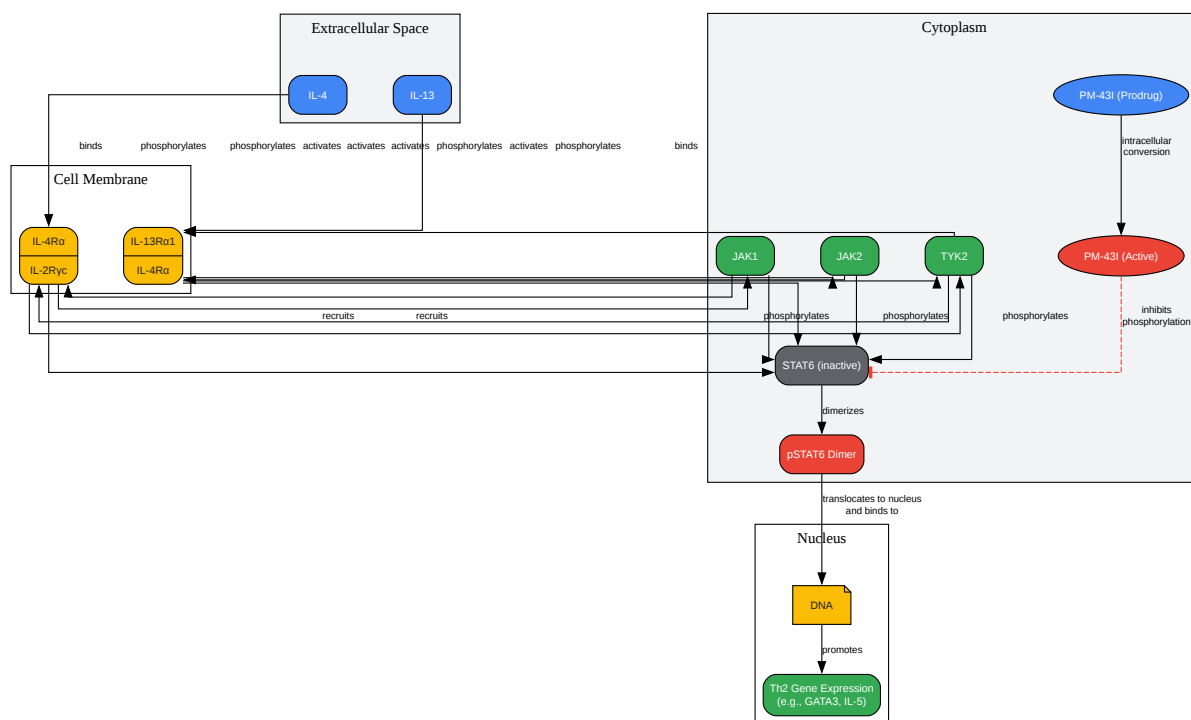 Extracellular Space
Cytoplasm
IL-4
IL-13
PM-43I (Prodrug)
binds
phosphorylates
phosphorylates
activates
activates
activates
phosphorylates
activates
phosphorylates
binds
intracellular
conversion
Cell Membrane
IL-4Rα
IL-2Rγc
IL-13Rα1
IL-4Rα
JAK1
JAK2
TYK2
PM-43I (Active)
recruits
recruits
phosphorylates
phosphorylates
phosphorylates
inhibits
phosphorylation
STAT6 (inactive)
dimerizes
pSTAT6 Dimer
translocates to nucleus
and binds to
Nucleus
DNA
promotes
Th2 Gene Expression
(e.g., GATA3, IL-5)